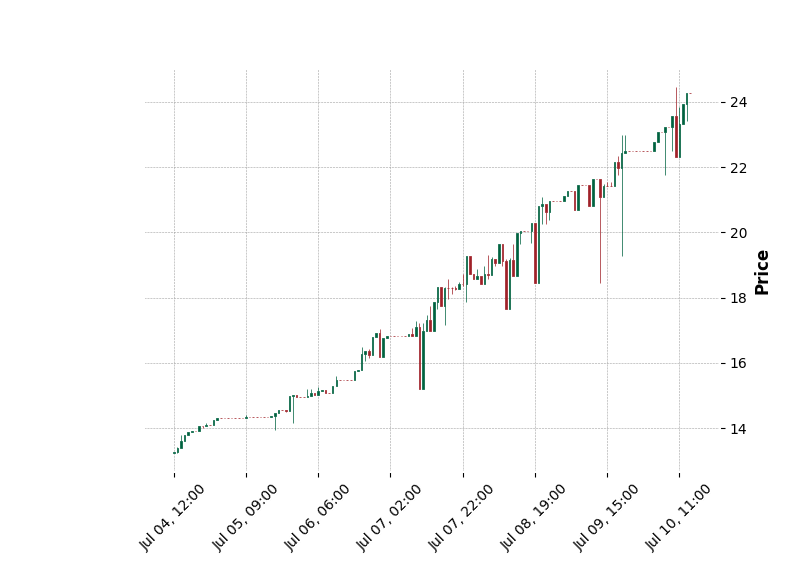 24
22
20
18
16
14
Price
Jul 04, 12:00
Jul 05, 09:00
Jul 06, 06:00
Jul 07, 02:00
Jul 07, 22:00
Jul 08, 19:00
Jul 09, 15:00
Jul 10, 11:00